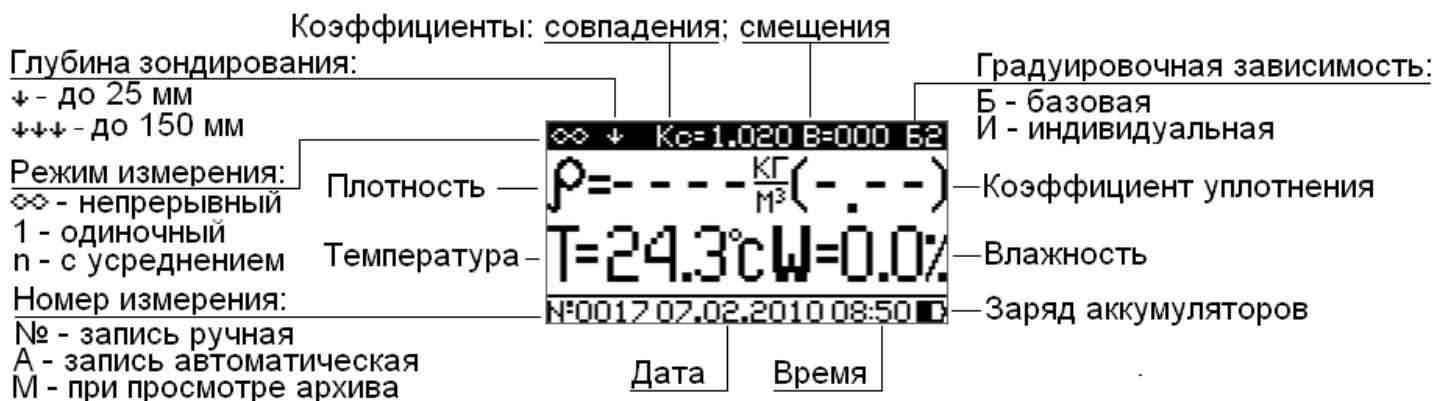 Коэффициенты: совпадения; смещения
Глубина зондирования:
↓ - до 25 мм
↓↓↓ - до 150 мм
Режим измерения:
∞ - непрерывный
1 - одиночный
n - с усреднением
Номер измерения:
№ - запись ручная
А - запись автоматическая
М - при просмотре архива
Плотность
Температура
∞ ↓ Кс=1.020 В=000 Б2
ρ=---- кг/м³(-.--)
T=24.3°C W=0.0%
№0017 07.02.2010 08:50
Дата
Время
Градуировочная зависимость:
Б - базовая
И - индивидуальная
Коэффициент уплотнения
Влажность
Заряд аккумуляторов